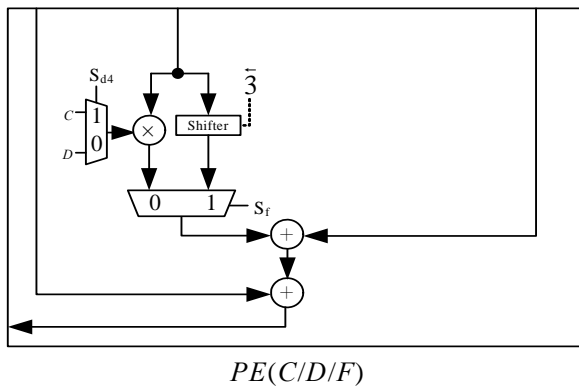 S_d4
3
C
1
×
Shifter
D
0
0 1
S_f
+
+
PE(C/D/F)